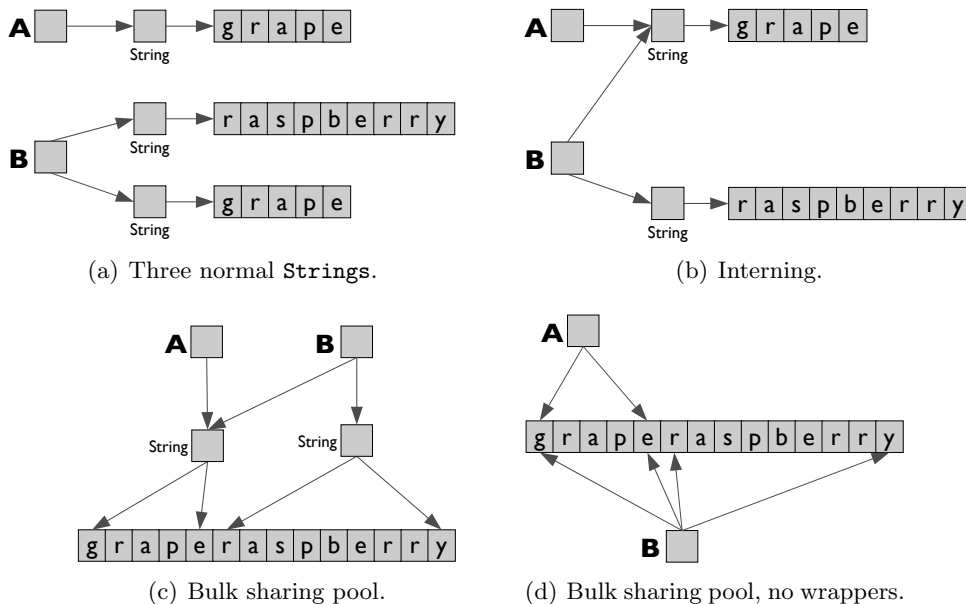 A
String
g r a p e
B
String
r a s p b e r r y
String
g r a p e
(a) Three normal Strings.
A
String
g r a p e
B
String
r a s p b e r r y
(b) Interning.
A
B
String
String
g r a p e r a s p b e r r y
(c) Bulk sharing pool.
A
g r a p e r a s p b e r r y
B
(d) Bulk sharing pool, no wrappers.